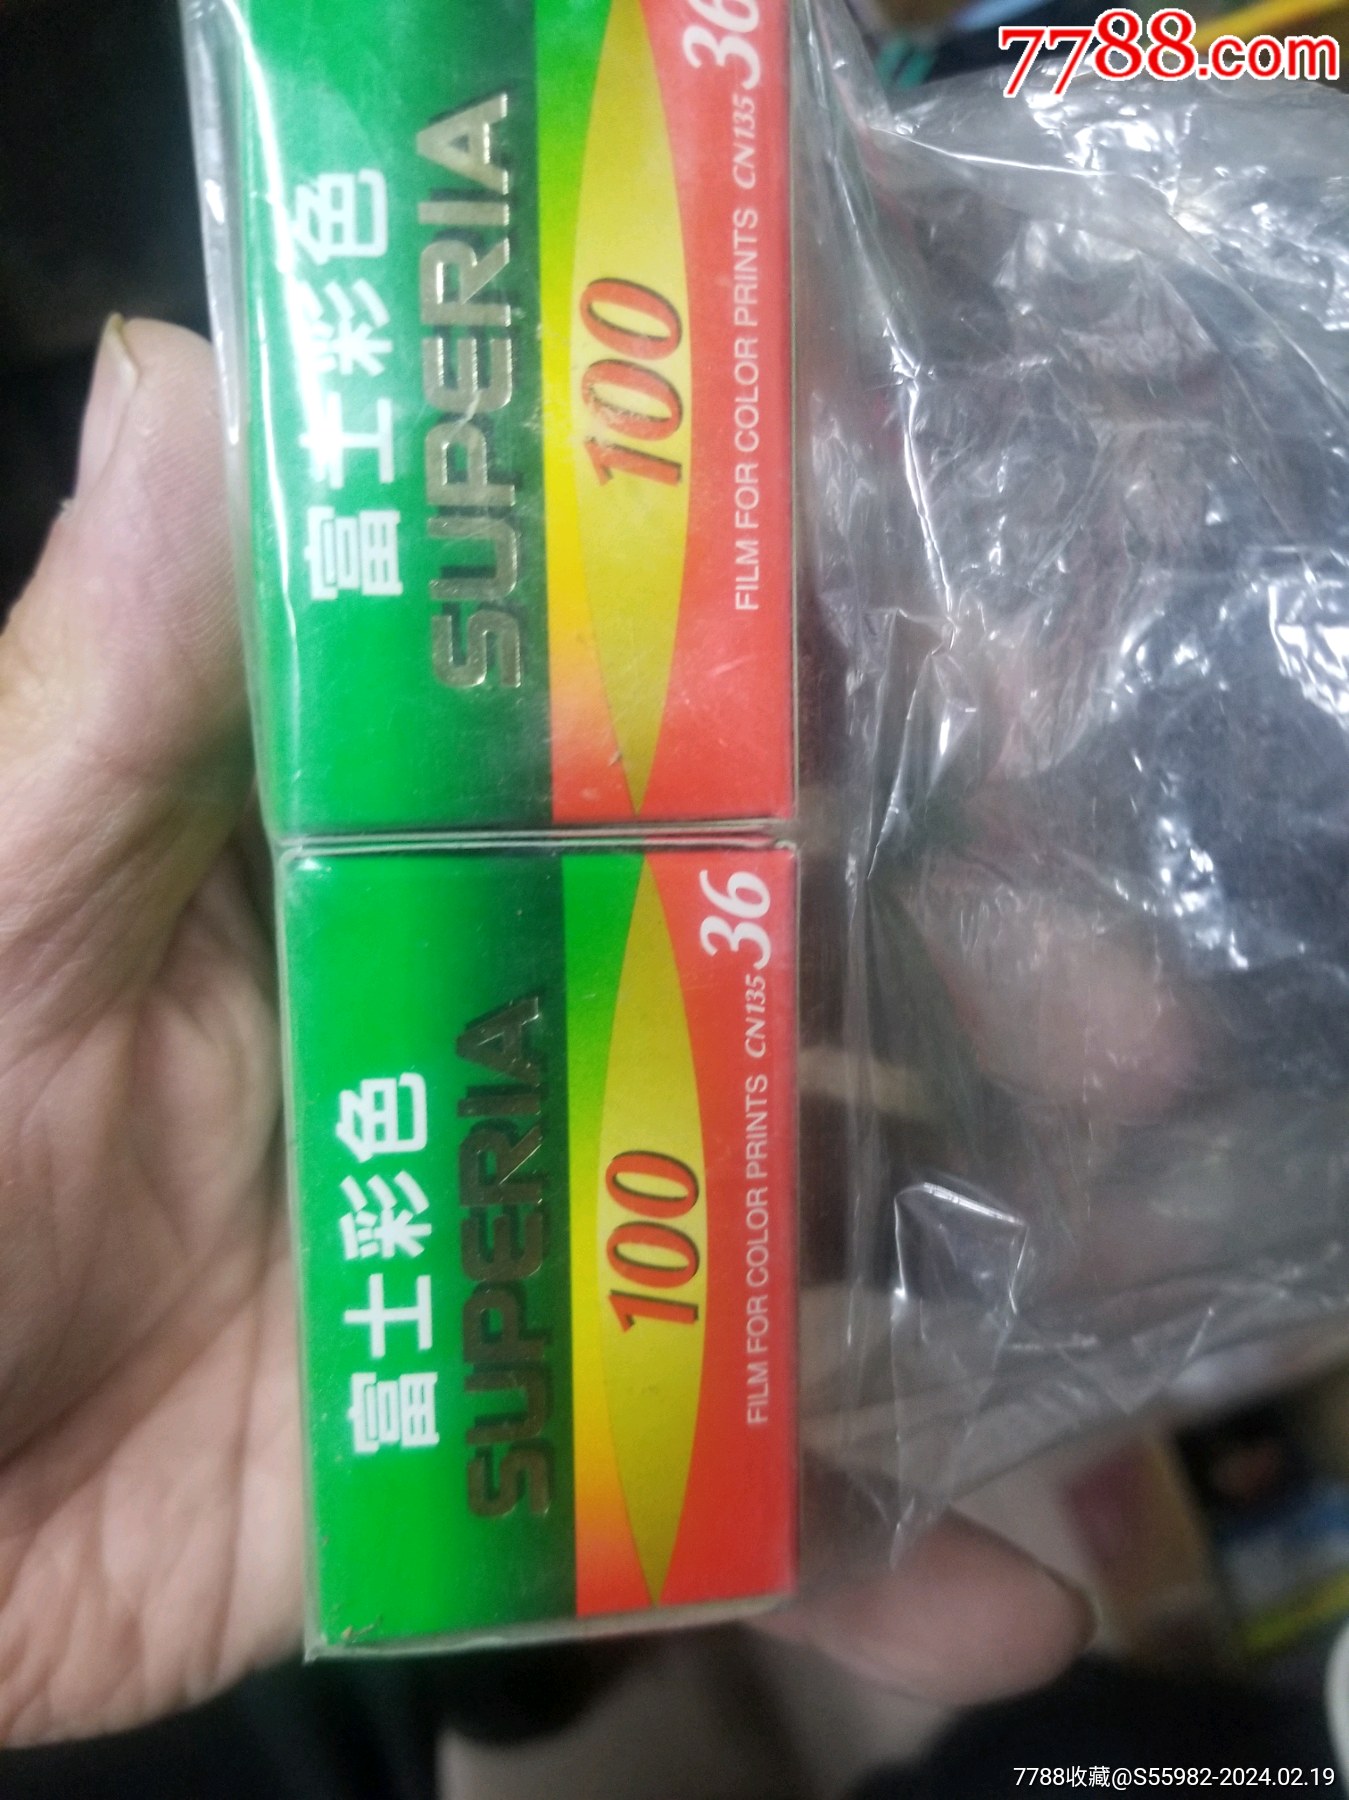 7788.com
富士彩色
SUPERIA
100
FILM FOR COLOR PRINTS CN135 36
富士彩色
SUPERIA
100
FILM FOR COLOR PRINTS CN135 36
7788收藏@S55982-2024.02.19